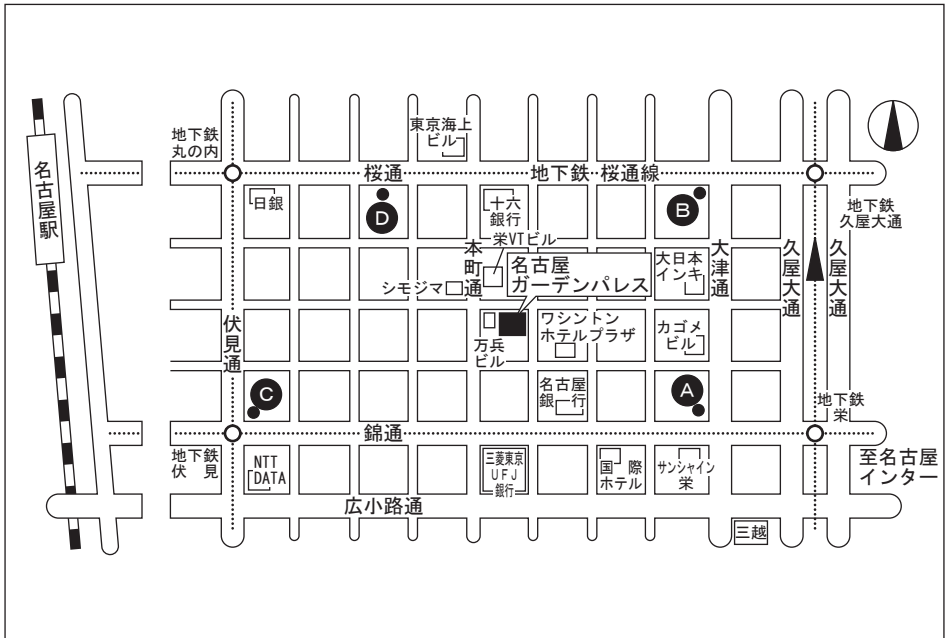 名古屋駅
地下鉄
丸の内
東京海上
ビル
桜通
地下鉄 桜通線
日銀
D
十六
銀行
B
地下鉄
久屋大通
栄VTビル
本町通
シモジマ
名古屋
ガーデンパレス
大日本
インキ
大津通
久屋大通
久屋大通
伏見通
万兵
ビル
ワシントン
ホテルプラザ
カゴメ
ビル
C
名古屋
銀行
A
地下鉄
栄
錦通
地下鉄
伏見
NTT
DATA
三菱東京
UFJ
銀行
国際
ホテル
サンシャイン
栄
至名古屋
インター
広小路通
三越